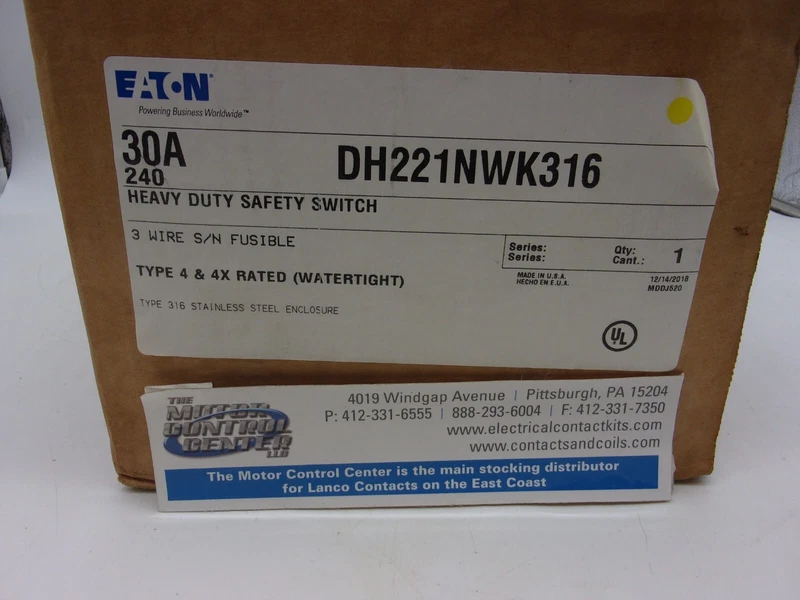 EATON
Powering Business Worldwide™
30A
240
DH221NWK316
HEAVY DUTY SAFETY SWITCH
3 WIRE S/N FUSIBLE
TYPE 4 & 4X RATED (WATERTIGHT)
TYPE 316 STAINLESS STEEL ENCLOSURE
Series:
Series:
Qty:
Cant.:
1
MADE IN U.S.A.
HECHO EN E.U.A.
12/14/2018
MDDJ520
UL
THE
MOTOR
CONTROL
CENTER
LLC
4019 Windgap Avenue | Pittsburgh, PA 15204
P: 412-331-6555 | 888-293-6004 | F: 412-331-7350
www.electricalcontactkits.com
www.contactsandcoils.com
The Motor Control Center is the main stocking distributor
for Lanco Contacts on the East Coast